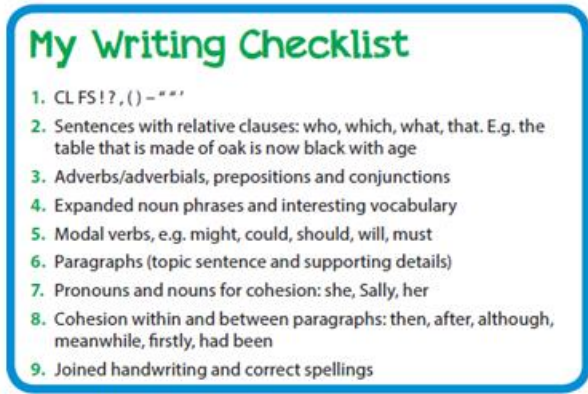 My Writing Checklist
1. CL FS ! ? , ( ) – “ “ ’
2. Sentences with relative clauses: who, which, what, that. E.g. the
table that is made of oak is now black with age
3. Adverbs/adverbials, prepositions and conjunctions
4. Expanded noun phrases and interesting vocabulary
5. Modal verbs, e.g. might, could, should, will, must
6. Paragraphs (topic sentence and supporting details)
7. Pronouns and nouns for cohesion: she, Sally, her
8. Cohesion within and between paragraphs: then, after, although,
meanwhile, firstly, had been
9. Joined handwriting and correct spellings